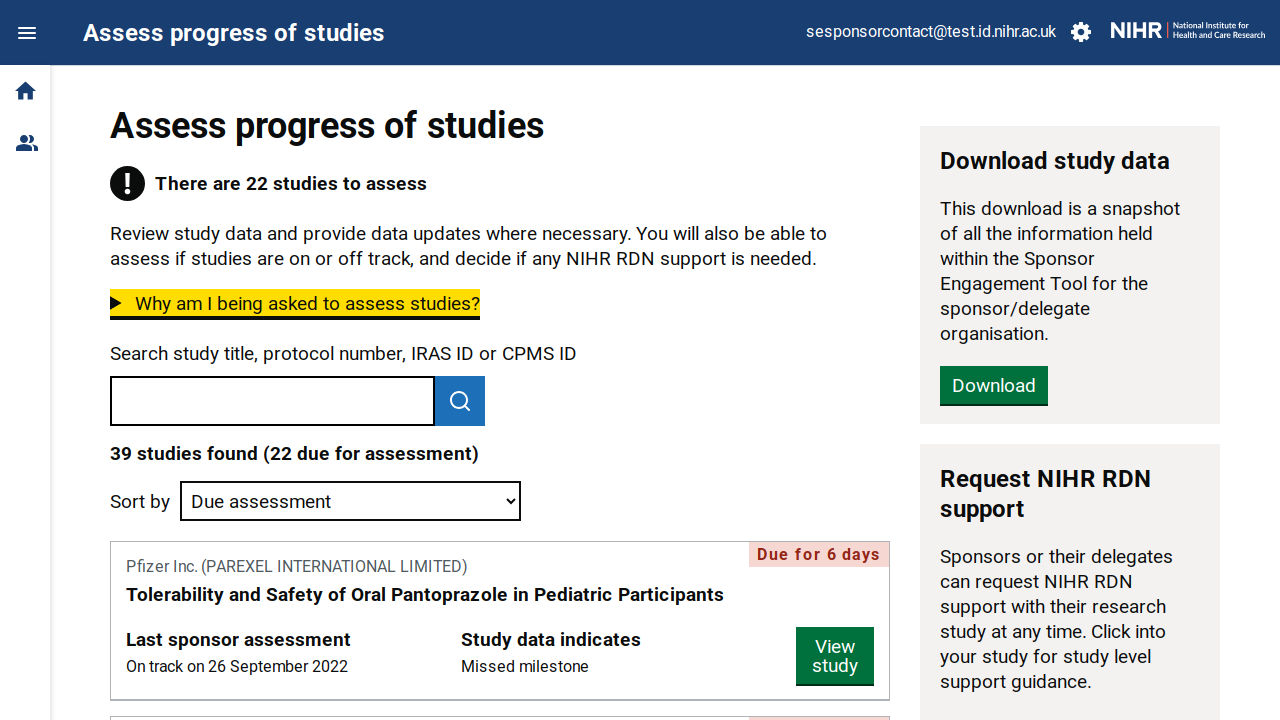 Assess progress of studies
sesponsorcontact@test.id.nihr.ac.uk
NIHR | National Institute for
Health and Care Research
Assess progress of studies
There are 22 studies to assess
Review study data and provide data updates where necessary. You will also be able to
assess if studies are on or off track, and decide if any NIHR RDN support is needed.
Why am I being asked to assess studies?
Search study title, protocol number, IRAS ID or CPMS ID
39 studies found (22 due for assessment)
Sort by
Due assessment
Due for 6 days
Pfizer Inc. (PAREXEL INTERNATIONAL LIMITED)
Tolerability and Safety of Oral Pantoprazole in Pediatric Participants
Last sponsor assessment
On track on 26 September 2022
Study data indicates
Missed milestone
View
study
Download study data
This download is a snapshot
of all the information held
within the Sponsor
Engagement Tool for the
sponsor/delegate
organisation.
Download
Request NIHR RDN
support
Sponsors or their delegates
can request NIHR RDN
support with their research
study at any time. Click into
your study for study level
support guidance.